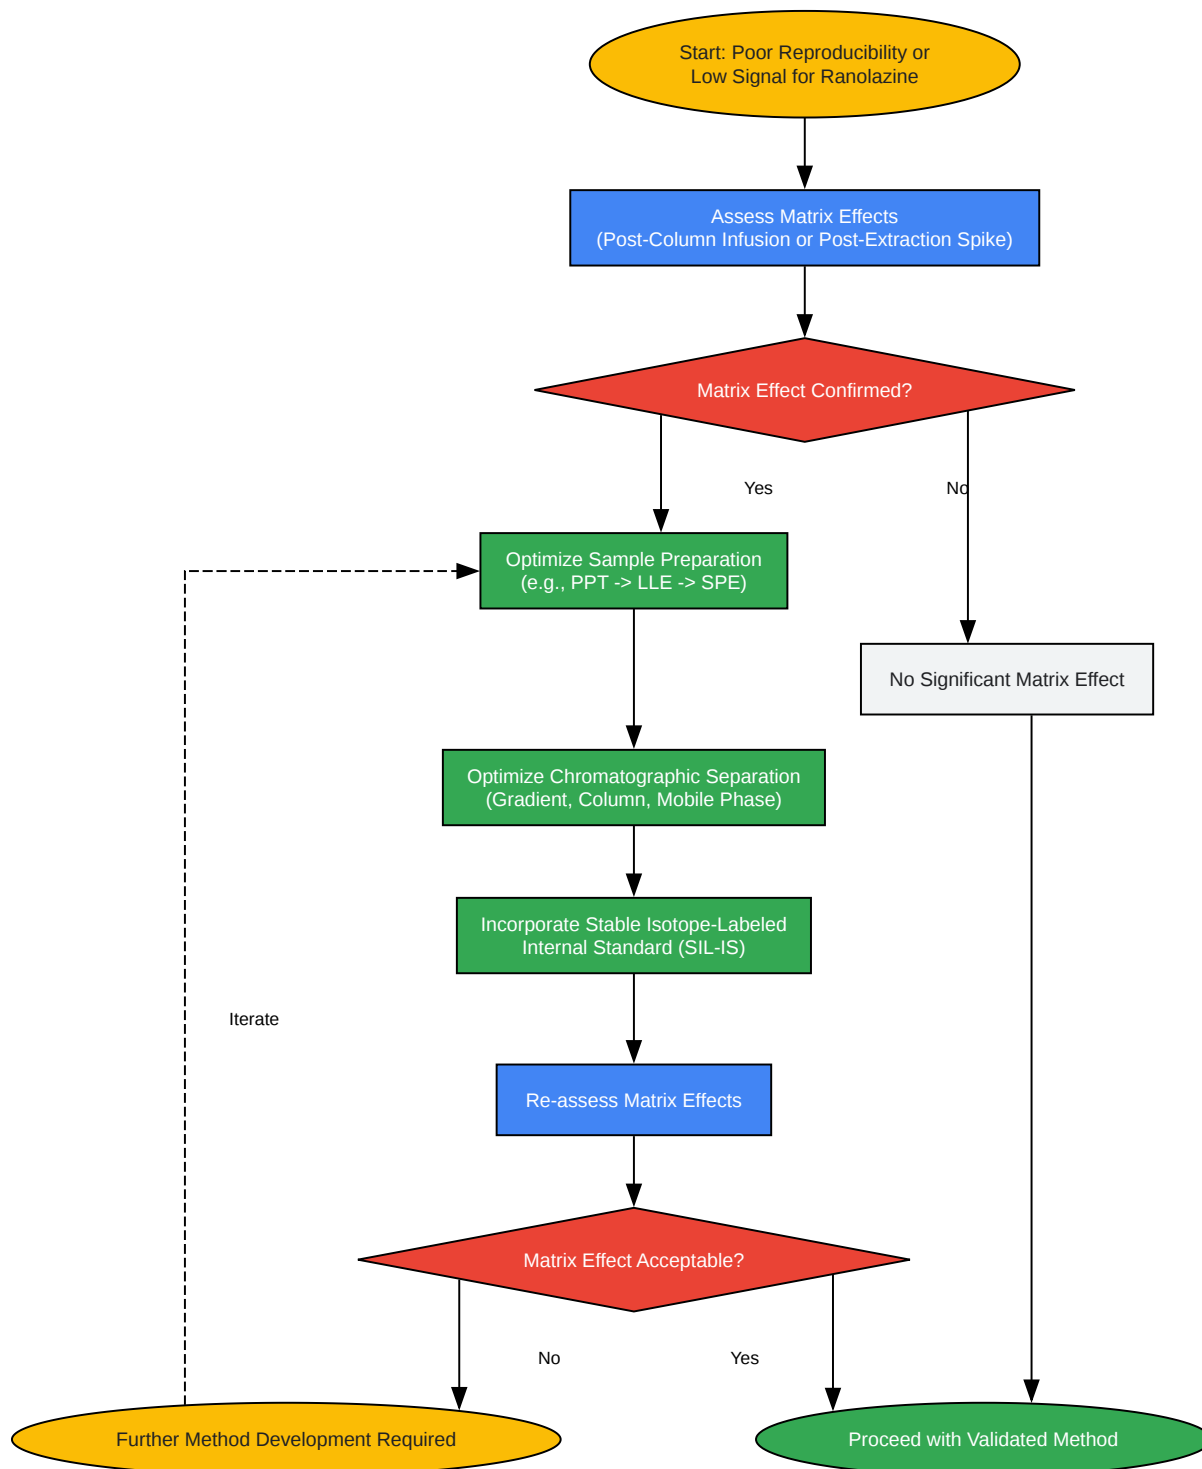 Start: Poor Reproducibility or
Low Signal for Ranolazine
Assess Matrix Effects
(Post-Column Infusion or Post-Extraction Spike)
Matrix Effect Confirmed?
Yes
No
Optimize Sample Preparation
(e.g., PPT -> LLE -> SPE)
No Significant Matrix Effect
Optimize Chromatographic Separation
(Gradient, Column, Mobile Phase)
Incorporate Stable Isotope-Labeled
Internal Standard (SIL-IS)
Iterate
Re-assess Matrix Effects
Matrix Effect Acceptable?
No
Yes
Further Method Development Required
Proceed with Validated Method